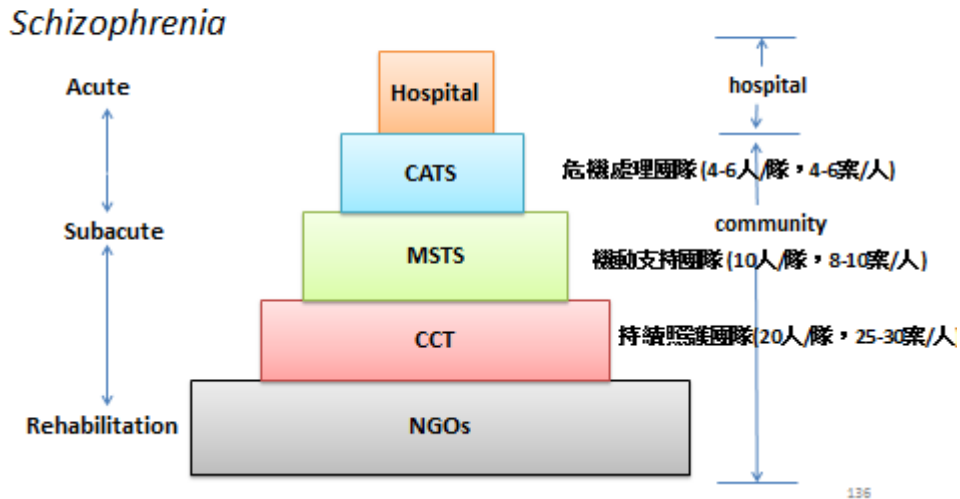 Schizophrenia
Acute
Hospital
hospital
CATS
危機處理團隊 (4-6人/隊，4-6案/人)
Subacute
community
MSTS
機動支持團隊 (10人/隊，8-10案/人)
CCT
持續照護團隊(20人/隊，25-30案/人)
Rehabilitation
NGOs
136